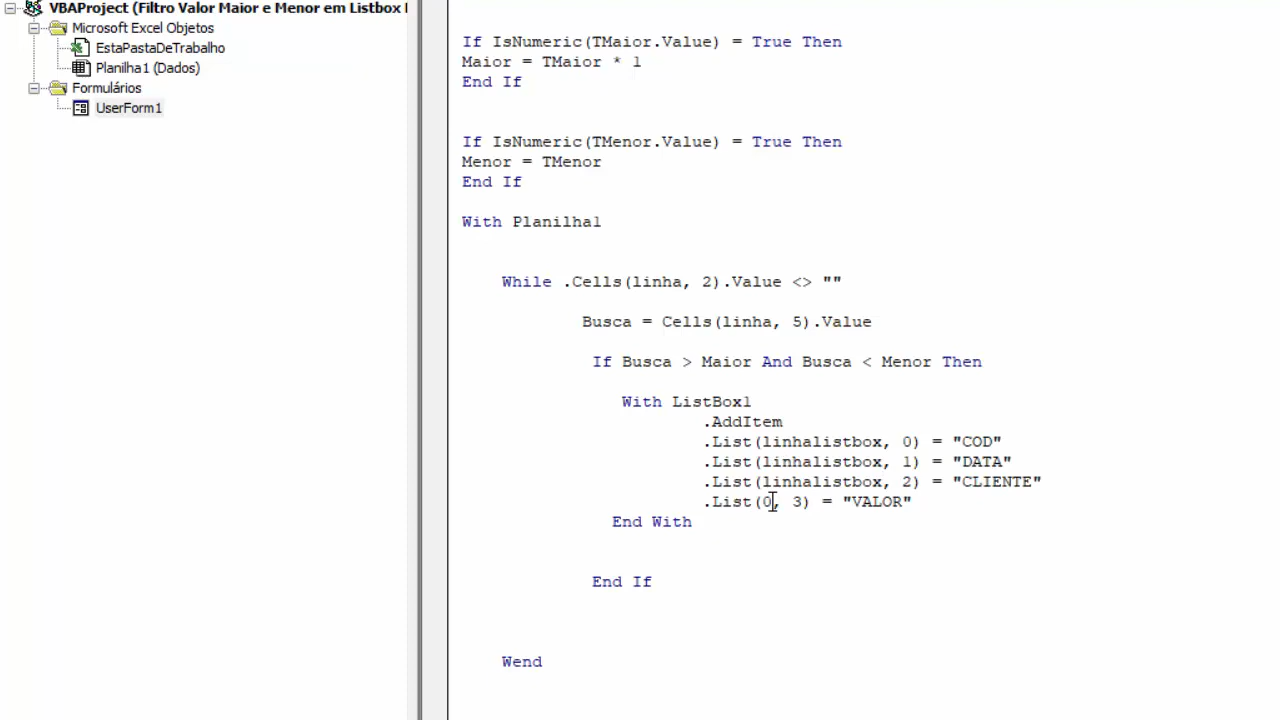 VBAProject (Filtro Valor Maior e Menor em Listbox
Microsoft Excel Objetos
EstaPastaDeTrabalho
Planilha1 (Dados)
Formulários
UserForm1
If IsNumeric(TMaior.Value) = True Then
Maior = TMaior * 1
End If
If IsNumeric(TMenor.Value) = True Then
Menor = TMenor
End If
With Planilha1
While .Cells(linha, 2).Value <> ""
Busca = Cells(linha, 5).Value
If Busca > Maior And Busca < Menor Then
With ListBox1
.AddItem
.List(linhalistbox, 0) = "COD"
.List(linhalistbox, 1) = "DATA"
.List(linhalistbox, 2) = "CLIENTE"
.List(0, 3) = "VALOR"
End With
End If
Wend